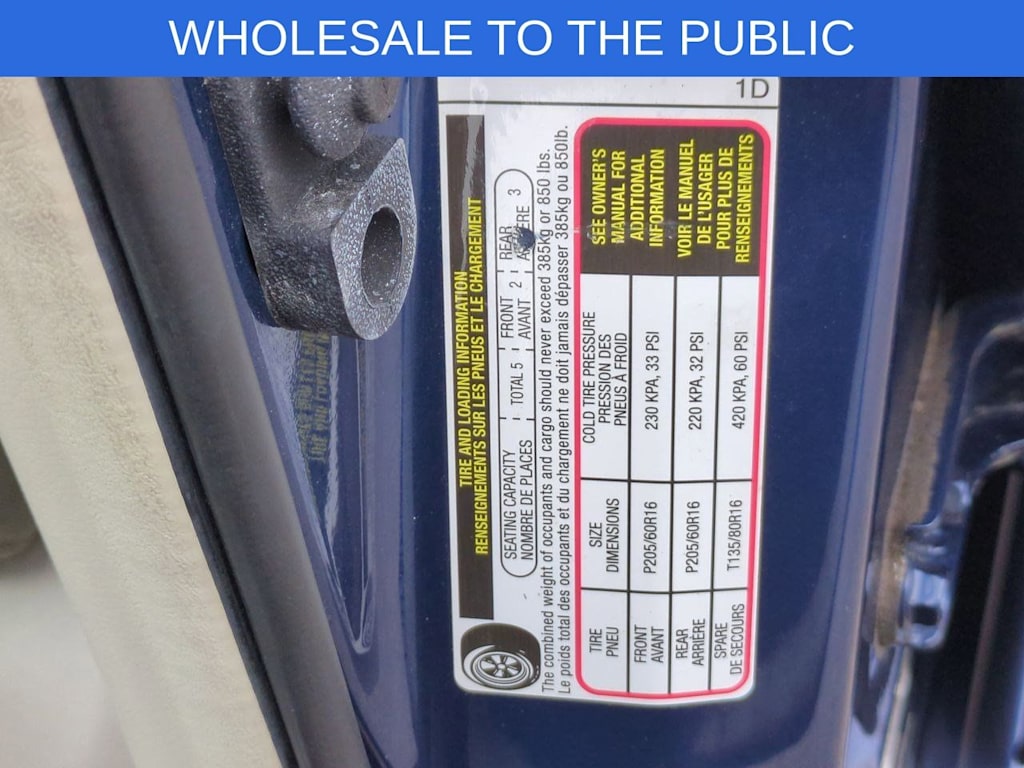 WHOLESALE TO THE PUBLIC
1D
TIRE AND LOADING INFORMATION
RENSEIGNEMENTS SUR LES PNEUS ET LE CHARGEMENT
SEATING CAPACITY
NOMBRE DE PLACES
TOTAL 5
FRONT
AVANT 2
REAR
3
The combined weight of occupants and cargo should never exceed 385kg or 850 lbs.
Le poids total des occupants et du chargement ne doit jamais dépasser 385kg ou 850lb.
TIRE
PNEU
SIZE
DIMENSIONS
COLD TIRE PRESSURE
PRESSION DES
PNEUS À FROID
FRONT
AVANT
P205/60R16
230 KPA, 33 PSI
REAR
ARRIÈRE
P205/60R16
220 KPA, 32 PSI
SPARE
DE SECOURS
T135/80R16
420 KPA, 60 PSI
SEE OWNER'S
MANUAL FOR
ADDITIONAL
INFORMATION
VOIR LE MANUEL
DE L'USAGER
POUR PLUS DE
RENSEIGNEMENTS